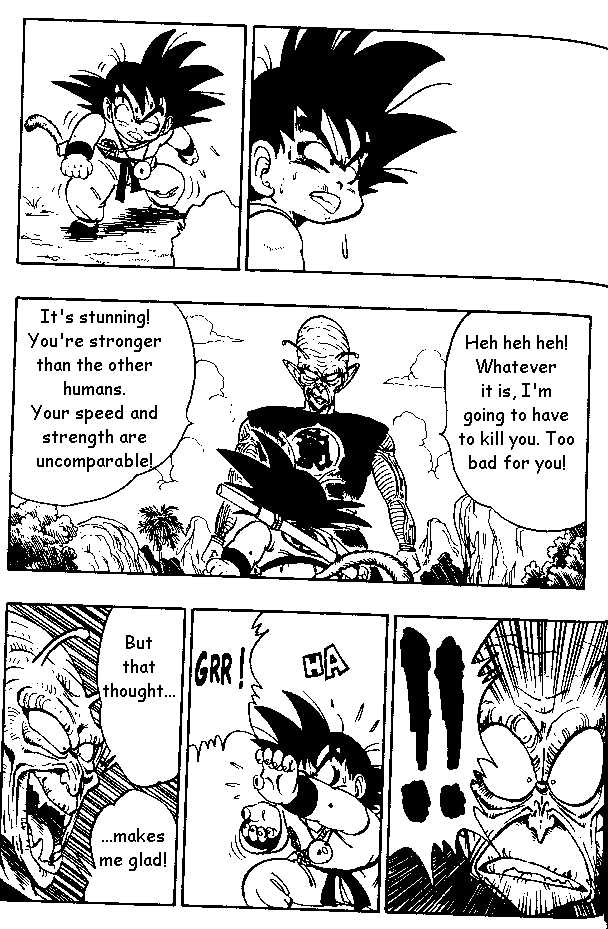 It's stunning!
You're stronger
than the other
humans.
Your speed and
strength are
uncomparable!
Heh heh heh!
Whatever
it is, I'm
going to have
to kill you. Too
bad for you!
But
that
thought...
...makes
me glad!
GRR!
HA
!!